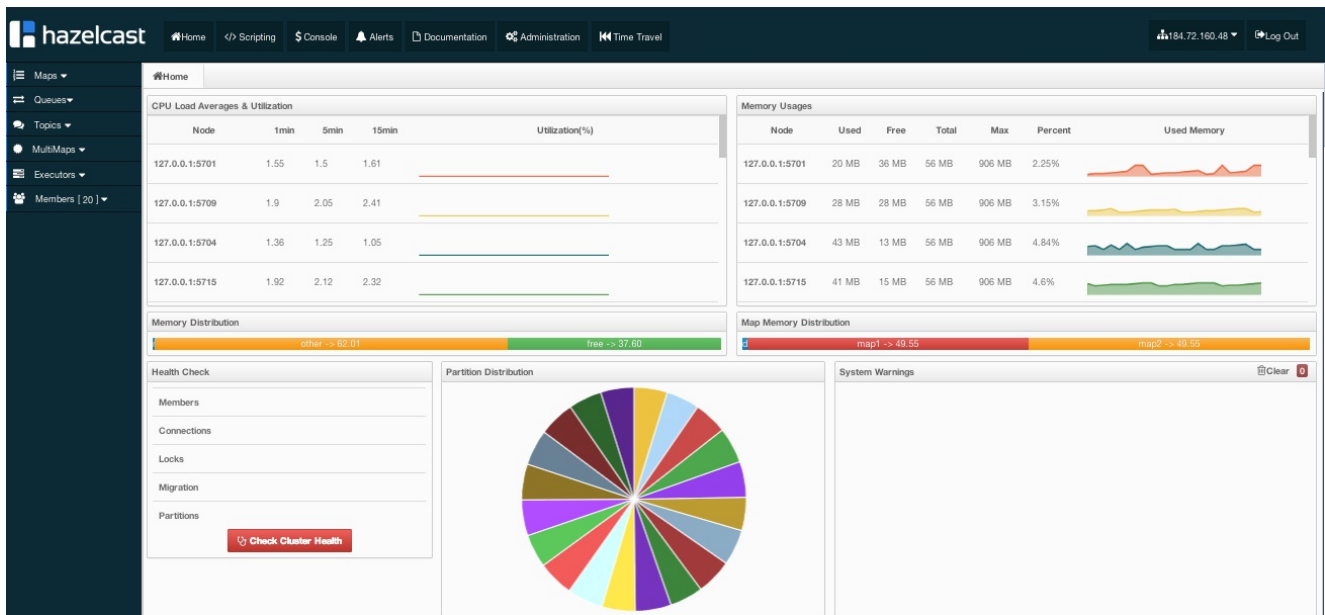 hazelcast Home </> Scripting $ Console Alerts Documentation Administration Time Travel 184.72.160.48 Log Out
Maps
Queues
Topics
MultiMaps
Executors
Members [ 20 ]
Home
CPU Load Averages & Utilization
Node 1min 5min 15min Utilization(%)
127.0.0.1:5701 1.55 1.5 1.61
127.0.0.1:5709 1.9 2.05 2.41
127.0.0.1:5704 1.36 1.25 1.05
127.0.0.1:5715 1.92 2.12 2.32
Memory Usages
Node Used Free Total Max Percent Used Memory
127.0.0.1:5701 20 MB 36 MB 56 MB 906 MB 2.25%
127.0.0.1:5709 28 MB 28 MB 56 MB 906 MB 3.15%
127.0.0.1:5704 43 MB 13 MB 56 MB 906 MB 4.84%
127.0.0.1:5715 41 MB 15 MB 56 MB 906 MB 4.6%
Memory Distribution
other -> 62.01 free -> 37.60
Map Memory Distribution
d map1 -> 49.55 map2 -> 49.55
Health Check
Members
Connections
Locks
Migration
Partitions
Check Cluster Health
Partition Distribution
System Warnings Clear 0